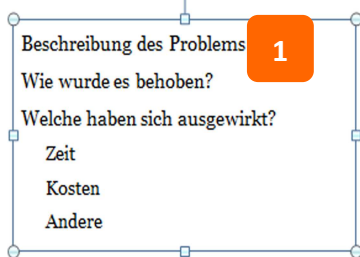 Beschreibung des Problems
1
Wie wurde es behoben?
Welche haben sich ausgewirkt?
Zeit
Kosten
Andere